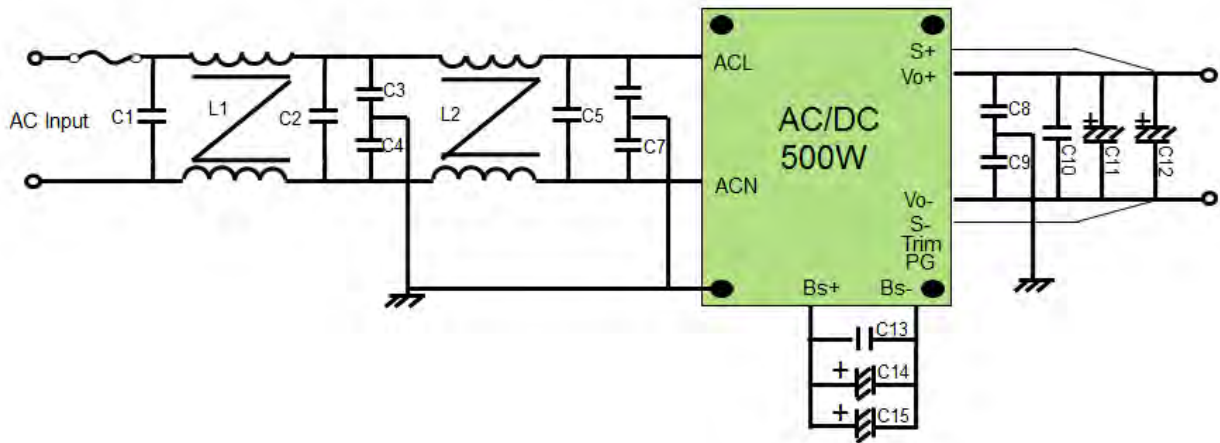 AC Input
C1
L1
C2
C3
C4
L2
C5
C7
ACL
ACN
AC/DC
500W
S+
Vo+
Vo-
S-
Trim
PG
Bs+
Bs-
C8
C9
C10
+
C11
+
C12
C13
+
C14
+
C15